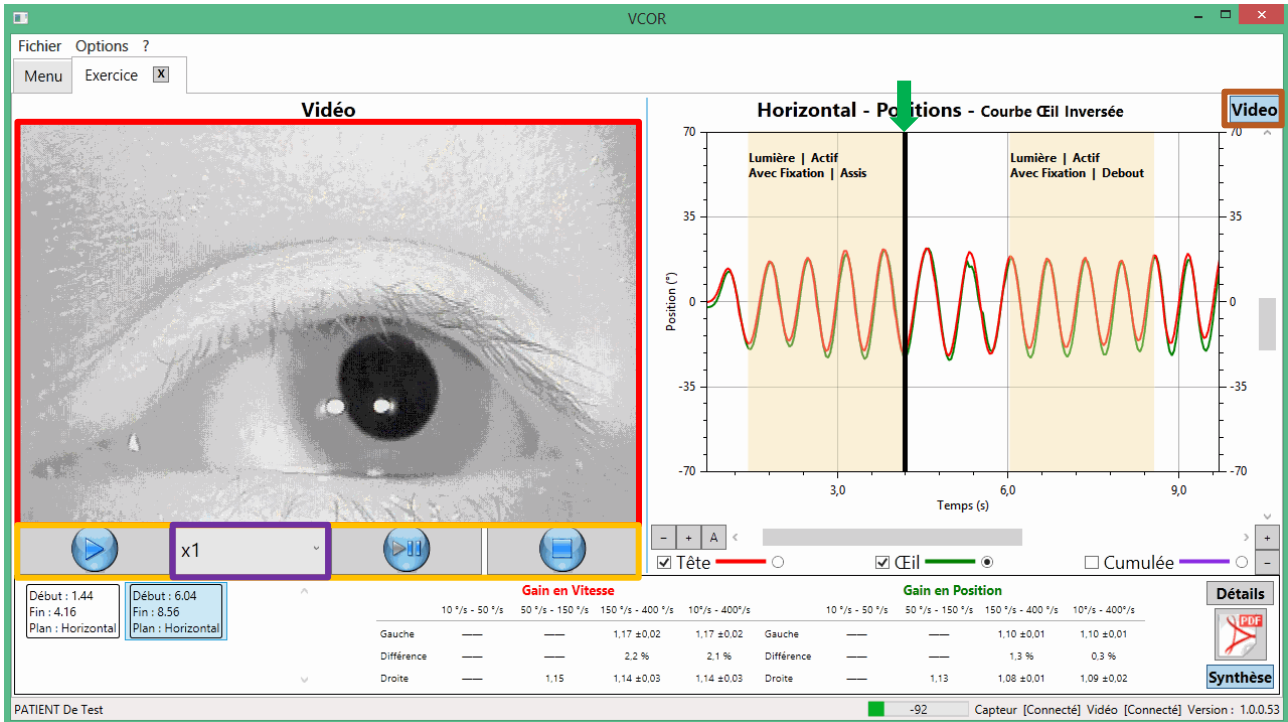 VCOR
Fichier Options ?
Menu Exercice X
Vidéo
Horizontal - Positions - Courbe Œil Inversée
Video
70 70
Lumière | Actif
Avec Fixation | Assis
Lumière | Actif
Avec Fixation | Debout
35 35
Position (°)
0 0
-35 -35
-70 -70
3,0 6,0 9,0
Temps (s)
x1
- + A < > +
Tête Œil Cumulée -
Début : 1.44
Fin : 4.16
Plan : Horizontal
Début : 6.04
Fin : 8.56
Plan : Horizontal
Gain en Vitesse
10 °/s - 50 °/s 50 °/s - 150 °/s 150 °/s - 400 °/s 10°/s - 400°/s
Gauche —— —— 1,17 ±0,02 1,17 ±0,02
Différence —— —— 2,2 % 2,1 %
Droite —— 1,15 1,14 ±0,03 1,14 ±0,03
Gain en Position
10 °/s - 50 °/s 50 °/s - 150 °/s 150 °/s - 400 °/s 10°/s - 400°/s
Gauche —— —— 1,10 ±0,01 1,10 ±0,01
Différence —— —— 1,3 % 0,3 %
Droite —— 1,13 1,08 ±0,01 1,09 ±0,02
Détails
PDF
Synthèse
PATIENT De Test
-92
Capteur [Connecté] Vidéo [Connecté] Version : 1.0.0.53